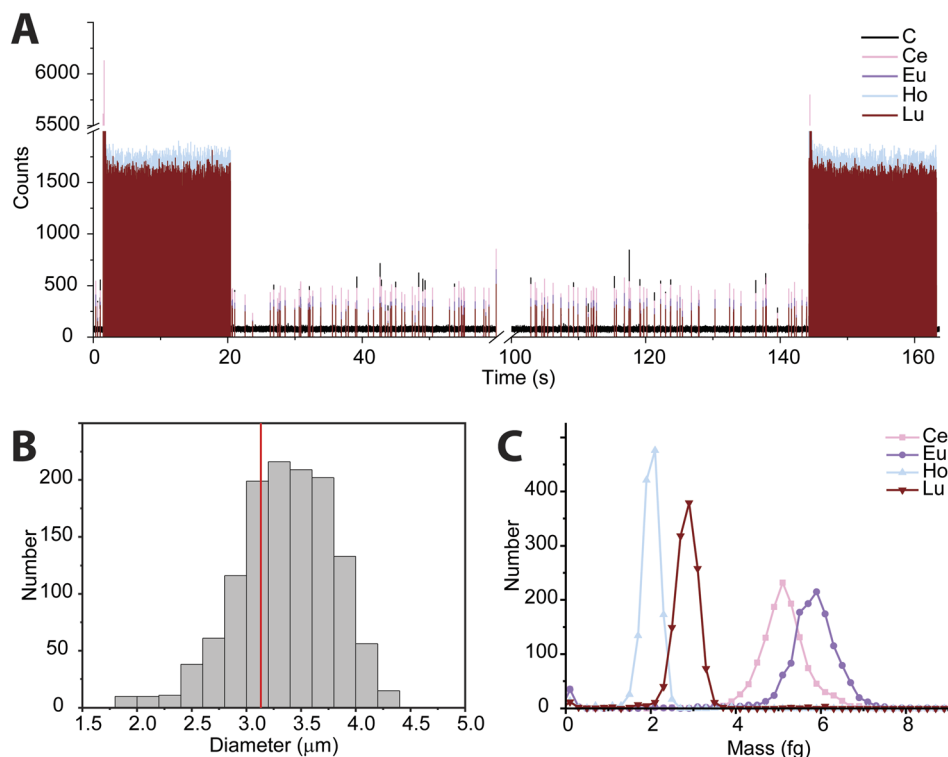 A
C
Ce
Eu
Ho
Lu
6000
5500
1500
1000
500
0
Counts
0 20 40 100 120 140 160
Time (s)
B
200
150
100
50
0
Number
1.5 2.0 2.5 3.0 3.5 4.0 4.5 5.0
Diameter (μm)
C
Ce
Eu
Ho
Lu
400
300
200
100
0
Number
0 2 4 6 8
Mass (fg)